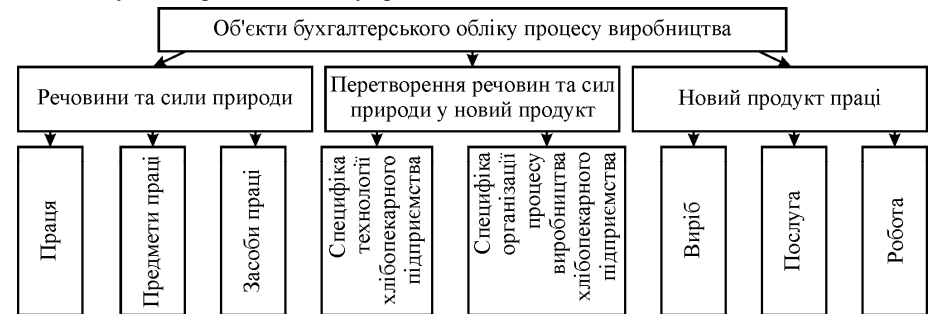 Об'єкти бухгалтерського обліку процесу виробництва
Речовини та сили природи
Перетворення речовин та сил
природи у новий продукт
Новий продукт праці
Праця
Предмети праці
Засоби праці
Специфіка
технології
хлібопекарного
підприємства
Специфіка
організації
процесу
виробництва
хлібопекарного
підприємства
Виріб
Послуга
Робота